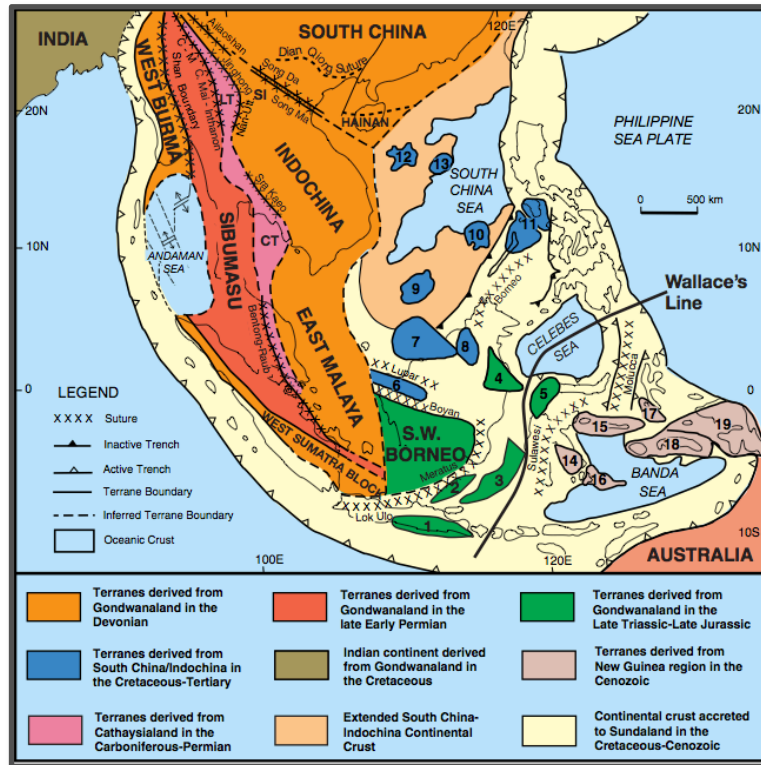 INDIA
SOUTH CHINA
120E
20N
20N
WEST BURMA
Shan Boundary
C - M
C. Mai - Inthanon
LT
Ailaoshan
Jinghong
Nan-Utt
SI
Dian Qiong Suture
Song Da
Song Ma
HAINAN
PHILIPPINE
SEA PLATE
INDOCHINA
12
13
SOUTH
CHINA
SEA
0 500 km
Sra Kaeo
11
10
10N
10N
ANDAMAN
SEA
SIBUMASU
CT
9
Wallace's
Line
Borneo
CELEBES
SEA
EAST MALAYA
Bentong-Raub
7
8
Lupar
6
Boyan
4
5
Molucca
0
0
LEGEND
XXXX Suture
Inactive Trench
Active Trench
Terrane Boundary
Inferred Terrane Boundary
Oceanic Crust
WEST SUMATRA BLOCK
S.W.
BORNEO
Meratus
2
3
Sulawesi
15
17
19
18
14
16
BANDA
SEA
Lok Ulo
1
10S
100E
120E
AUSTRALIA
Terranes derived from
Gondwanaland in the
Devonian
Terranes derived from
Gondwanaland in the
late Early Permian
Terranes derived from
Gondwanaland in the
Late Triassic-Late Jurassic
Terranes derived from
South China/Indochina in
the Cretaceous-Tertiary
Indian continent derived
from Gondwanaland in
the Cretaceous
Terranes derived from
New Guinea region in the
Cenozoic
Terranes derived from
Cathaysialand in the
Carboniferous-Permian
Extended South China-
Indochina Continental
Crust
Continental crust accreted
to Sundaland in
the Cretaceous-Cenozoic